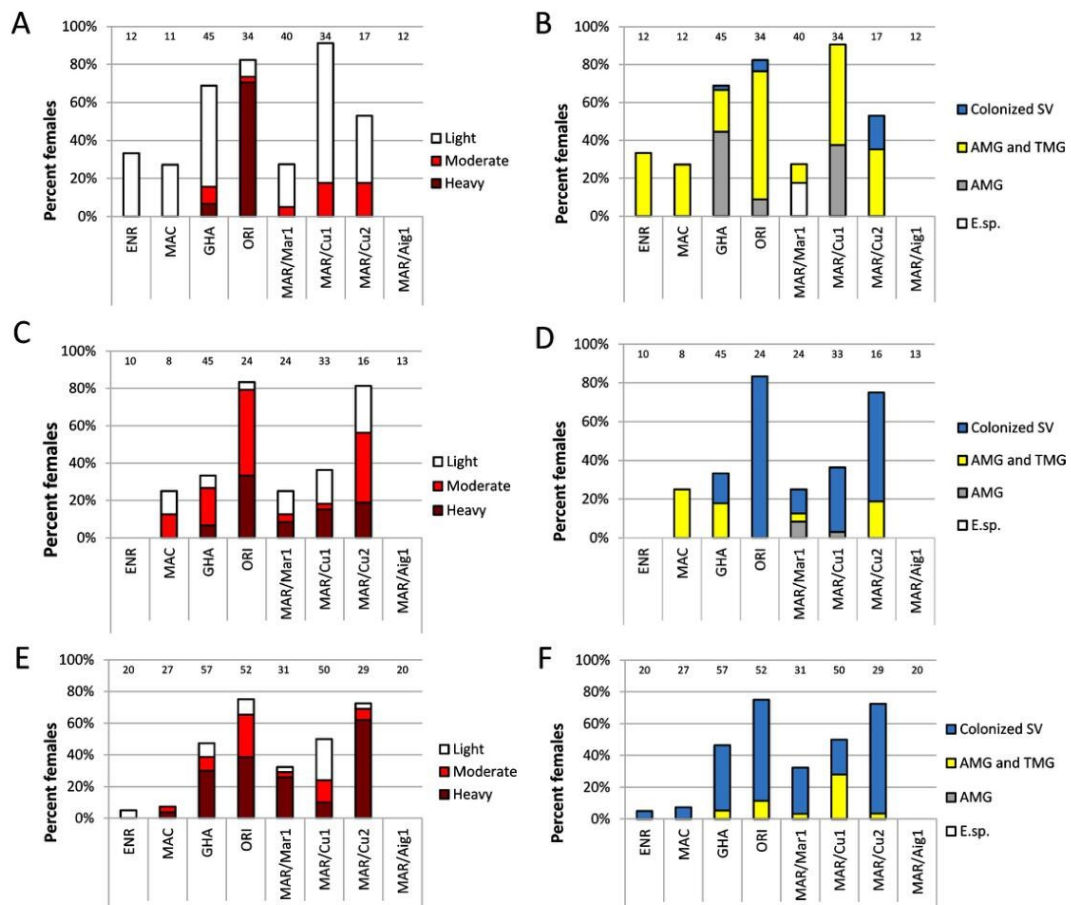 A
Percent females
100%
80%
60%
40%
20%
0%
12 11 45 34 40 34 17 12
ENR MAC GHA ORI MAR/Mar1 MAR/Cu1 MAR/Cu2 MAR/Aig1
Light
Moderate
Heavy
B
Percent females
100%
80%
60%
40%
20%
0%
12 12 45 34 40 34 17 12
ENR MAC GHA ORI MAR/Mar1 MAR/Cu1 MAR/Cu2 MAR/Aig1
Colonized SV
AMG and TMG
AMG
E.sp.
C
Percent females
100%
80%
60%
40%
20%
0%
10 8 45 24 24 33 16 13
ENR MAC GHA ORI MAR/Mar1 MAR/Cu1 MAR/Cu2 MAR/Aig1
Light
Moderate
Heavy
D
Percent females
100%
80%
60%
40%
20%
0%
10 8 45 24 24 33 16 13
ENR MAC GHA ORI MAR/Mar1 MAR/Cu1 MAR/Cu2 MAR/Aig1
Colonized SV
AMG and TMG
AMG
E.sp.
E
Percent females
100%
80%
60%
40%
20%
0%
20 27 57 52 31 50 29 20
ENR MAC GHA ORI MAR/Mar1 MAR/Cu1 MAR/Cu2 MAR/Aig1
Light
Moderate
Heavy
F
Percent females
100%
80%
60%
40%
20%
0%
20 27 57 52 31 50 29 20
ENR MAC GHA ORI MAR/Mar1 MAR/Cu1 MAR/Cu2 MAR/Aig1
Colonized SV
AMG and TMG
AMG
E.sp.